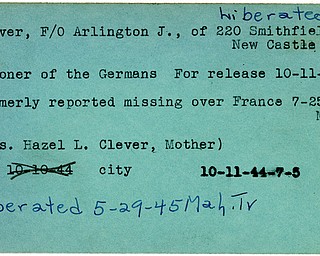 Liberated
ver, F/O Arlington J., of 220 Smithfiel
New Castle
oner of the Germans For release 10-11-
merly reported missing over France 7-25
s. Hazel L. Clever, Mother)
10-10-44 city 10-11-44-7-5
berated 5-29-45 Mah. Tr